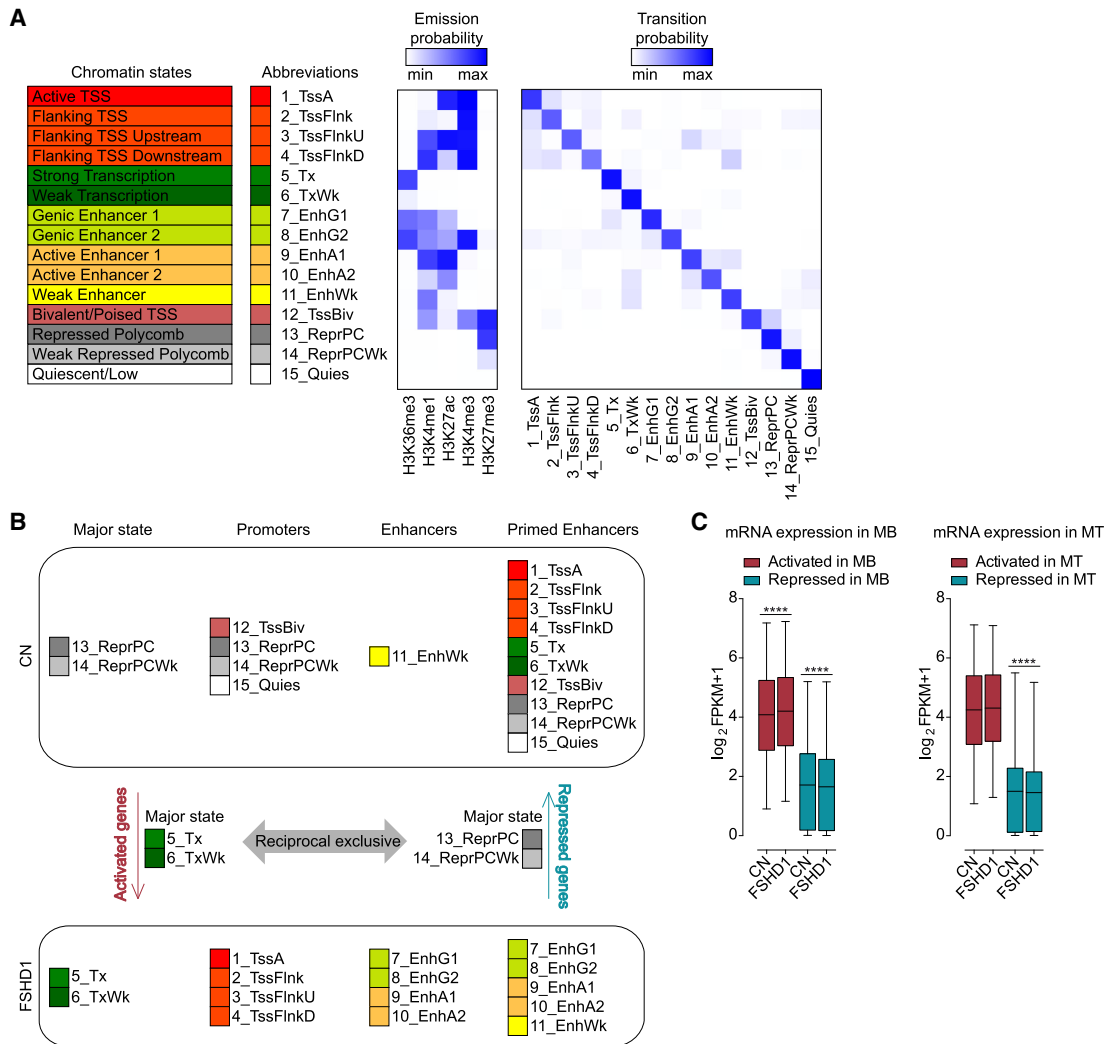 A
Emission
probability
min max
Transition
probability
min max
Chromatin states
Abbreviations
Active TSS
1_TssA
Flanking TSS
2_TssFlnk
Flanking TSS Upstream
3_TssFlnkU
Flanking TSS Downstream
4_TssFlnkD
Strong Transcription
5_Tx
Weak Transcription
6_TxWk
Genic Enhancer 1
7_EnhG1
Genic Enhancer 2
8_EnhG2
Active Enhancer 1
9_EnhA1
Active Enhancer 2
10_EnhA2
Weak Enhancer
11_EnhWk
Bivalent/Poised TSS
12_TssBiv
Repressed Polycomb
13_ReprPC
Weak Repressed Polycomb
14_ReprPCWk
Quiescent/Low
15_Quies
H3K36me3
H3K4me1
H3K27ac
H3K4me3
H3K27me3
1_TssA
2_TssFlnk
3_TssFlnkU
4_TssFlnkD
5_Tx
6_TxWk
7_EnhG1
8_EnhG2
9_EnhA1
10_EnhA2
11_EnhWk
12_TssBiv
13_ReprPC
14_ReprPCWk
15_Quies
B
Major state
Promoters
Enhancers
Primed Enhancers
CN
13_ReprPC
14_ReprPCWk
12_TssBiv
13_ReprPC
14_ReprPCWk
15_Quies
11_EnhWk
1_TssA
2_TssFlnk
3_TssFlnkU
4_TssFlnkD
5_Tx
6_TxWk
12_TssBiv
13_ReprPC
14_ReprPCWk
15_Quies
Activated genes
Major state
5_Tx
6_TxWk
Reciprocal exclusive
Major state
13_ReprPC
14_ReprPCWk
Repressed genes
FSHD1
5_Tx
6_TxWk
1_TssA
2_TssFlnk
3_TssFlnkU
4_TssFlnkD
7_EnhG1
8_EnhG2
9_EnhA1
10_EnhA2
7_EnhG1
8_EnhG2
9_EnhA1
10_EnhA2
11_EnhWk
C
mRNA expression in MB
Activated in MB
Repressed in MB
log2FPKM+1
8
6
4
2
0
****
****
CN
FSHD1
CN
FSHD1
mRNA expression in MT
Activated in MT
Repressed in MT
log2FPKM+1
8
6
4
2
0
****
CN
FSHD1
CN
FSHD1